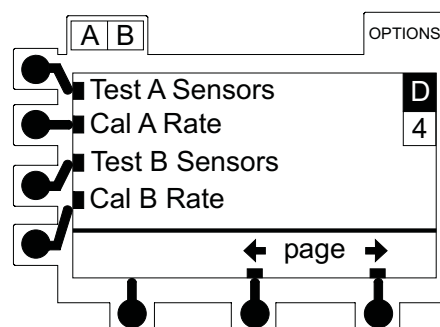 A B
OPTIONS
Test A Sensors
D
Cal A Rate
4
Test B Sensors
Cal B Rate
page